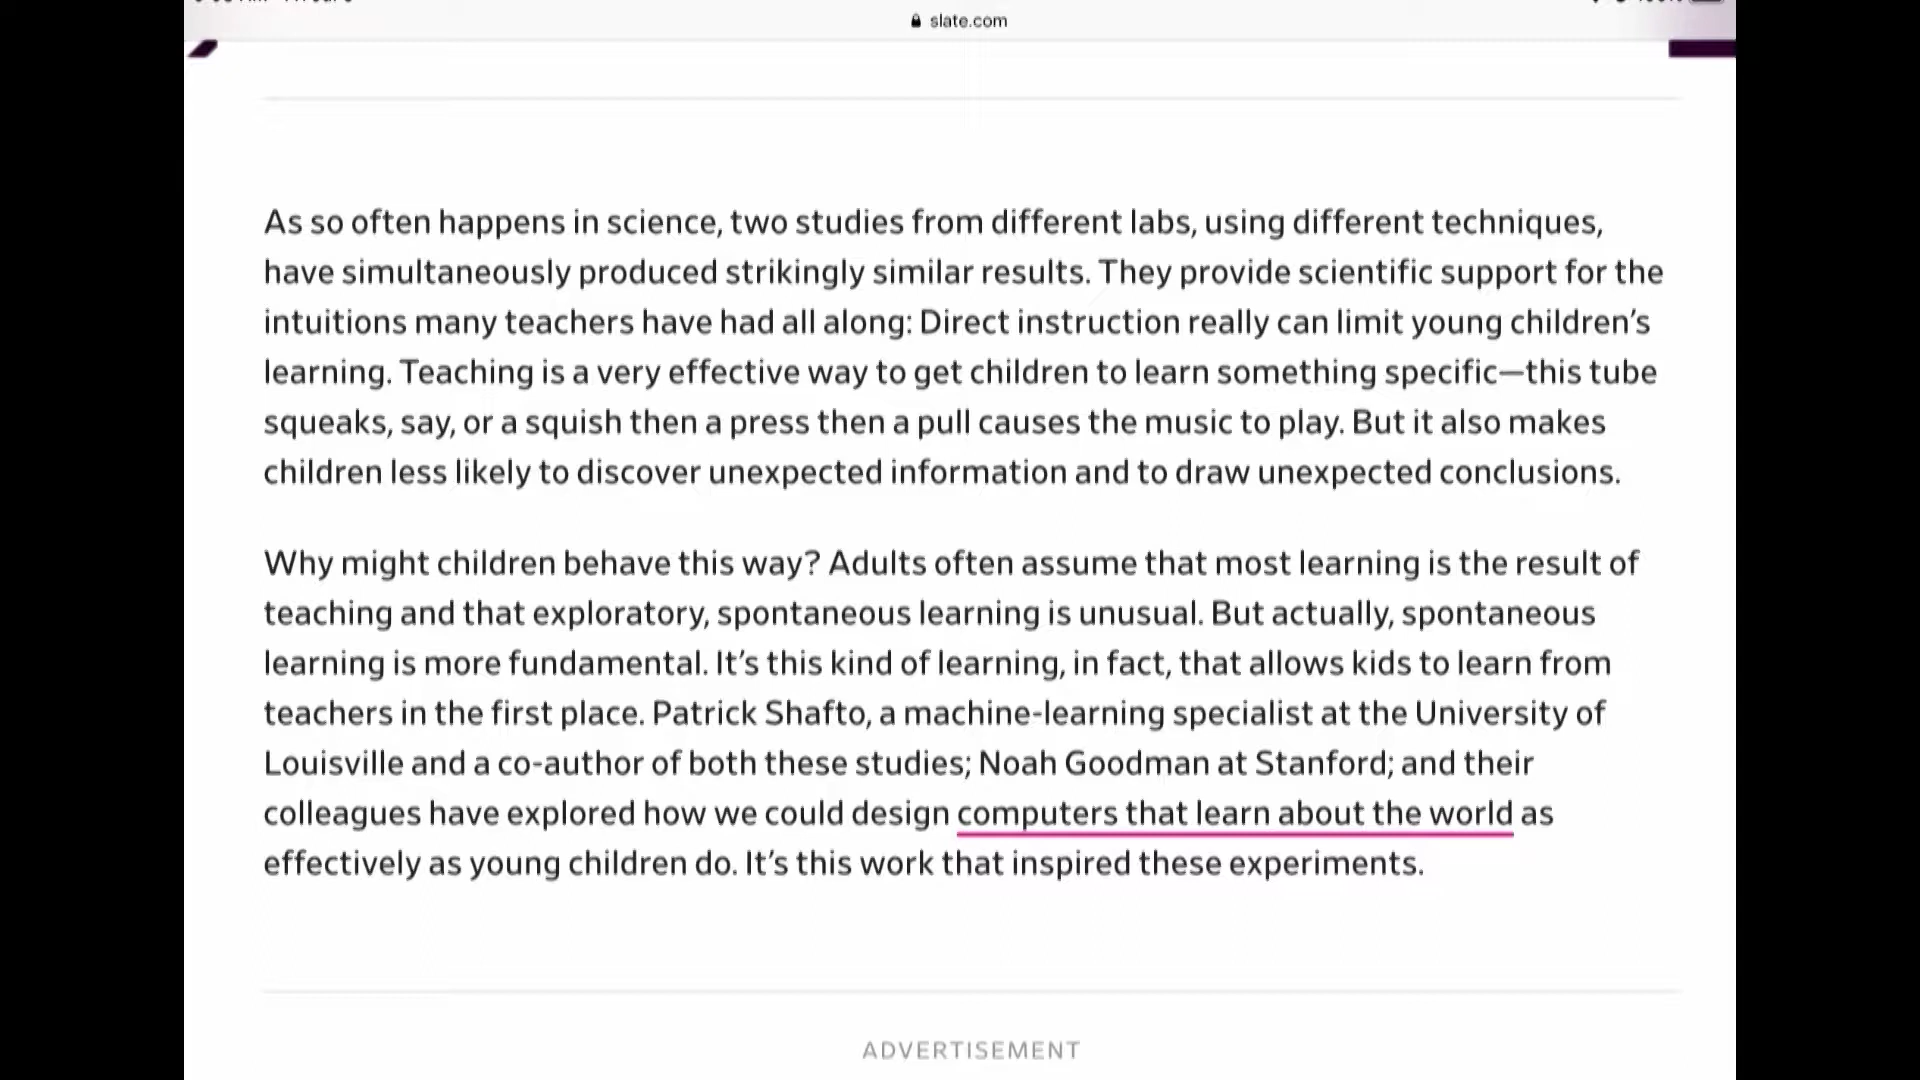 slate.com
As so often happens in science, two studies from different labs, using different techniques,
have simultaneously produced strikingly similar results. They provide scientific support for the
intuitions many teachers have had all along: Direct instruction really can limit young children’s
learning. Teaching is a very effective way to get children to learn something specific—this tube
squeaks, say, or a squish then a press then a pull causes the music to play. But it also makes
children less likely to discover unexpected information and to draw unexpected conclusions.
Why might children behave this way? Adults often assume that most learning is the result of
teaching and that exploratory, spontaneous learning is unusual. But actually, spontaneous
learning is more fundamental. It’s this kind of learning, in fact, that allows kids to learn from
teachers in the first place. Patrick Shafto, a machine-learning specialist at the University of
Louisville and a co-author of both these studies; Noah Goodman at Stanford; and their
colleagues have explored how we could design computers that learn about the world as
effectively as young children do. It’s this work that inspired these experiments.
ADVERTISEMENT